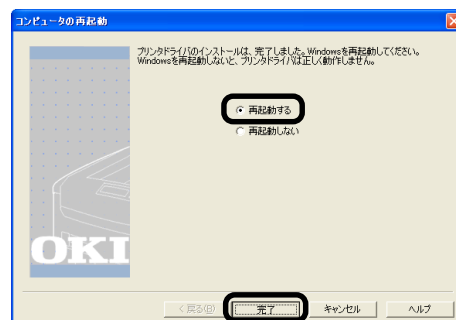 コンピュータの再起動
プリンタドライバのインストールは、完了しました。Windowsを再起動してください。
Windowsを再起動しないと、プリンタドライバは正しく動作しません。
再起動する
再起動しない
OKI
< 戻る(B)
完了
キャンセル
ヘルプ